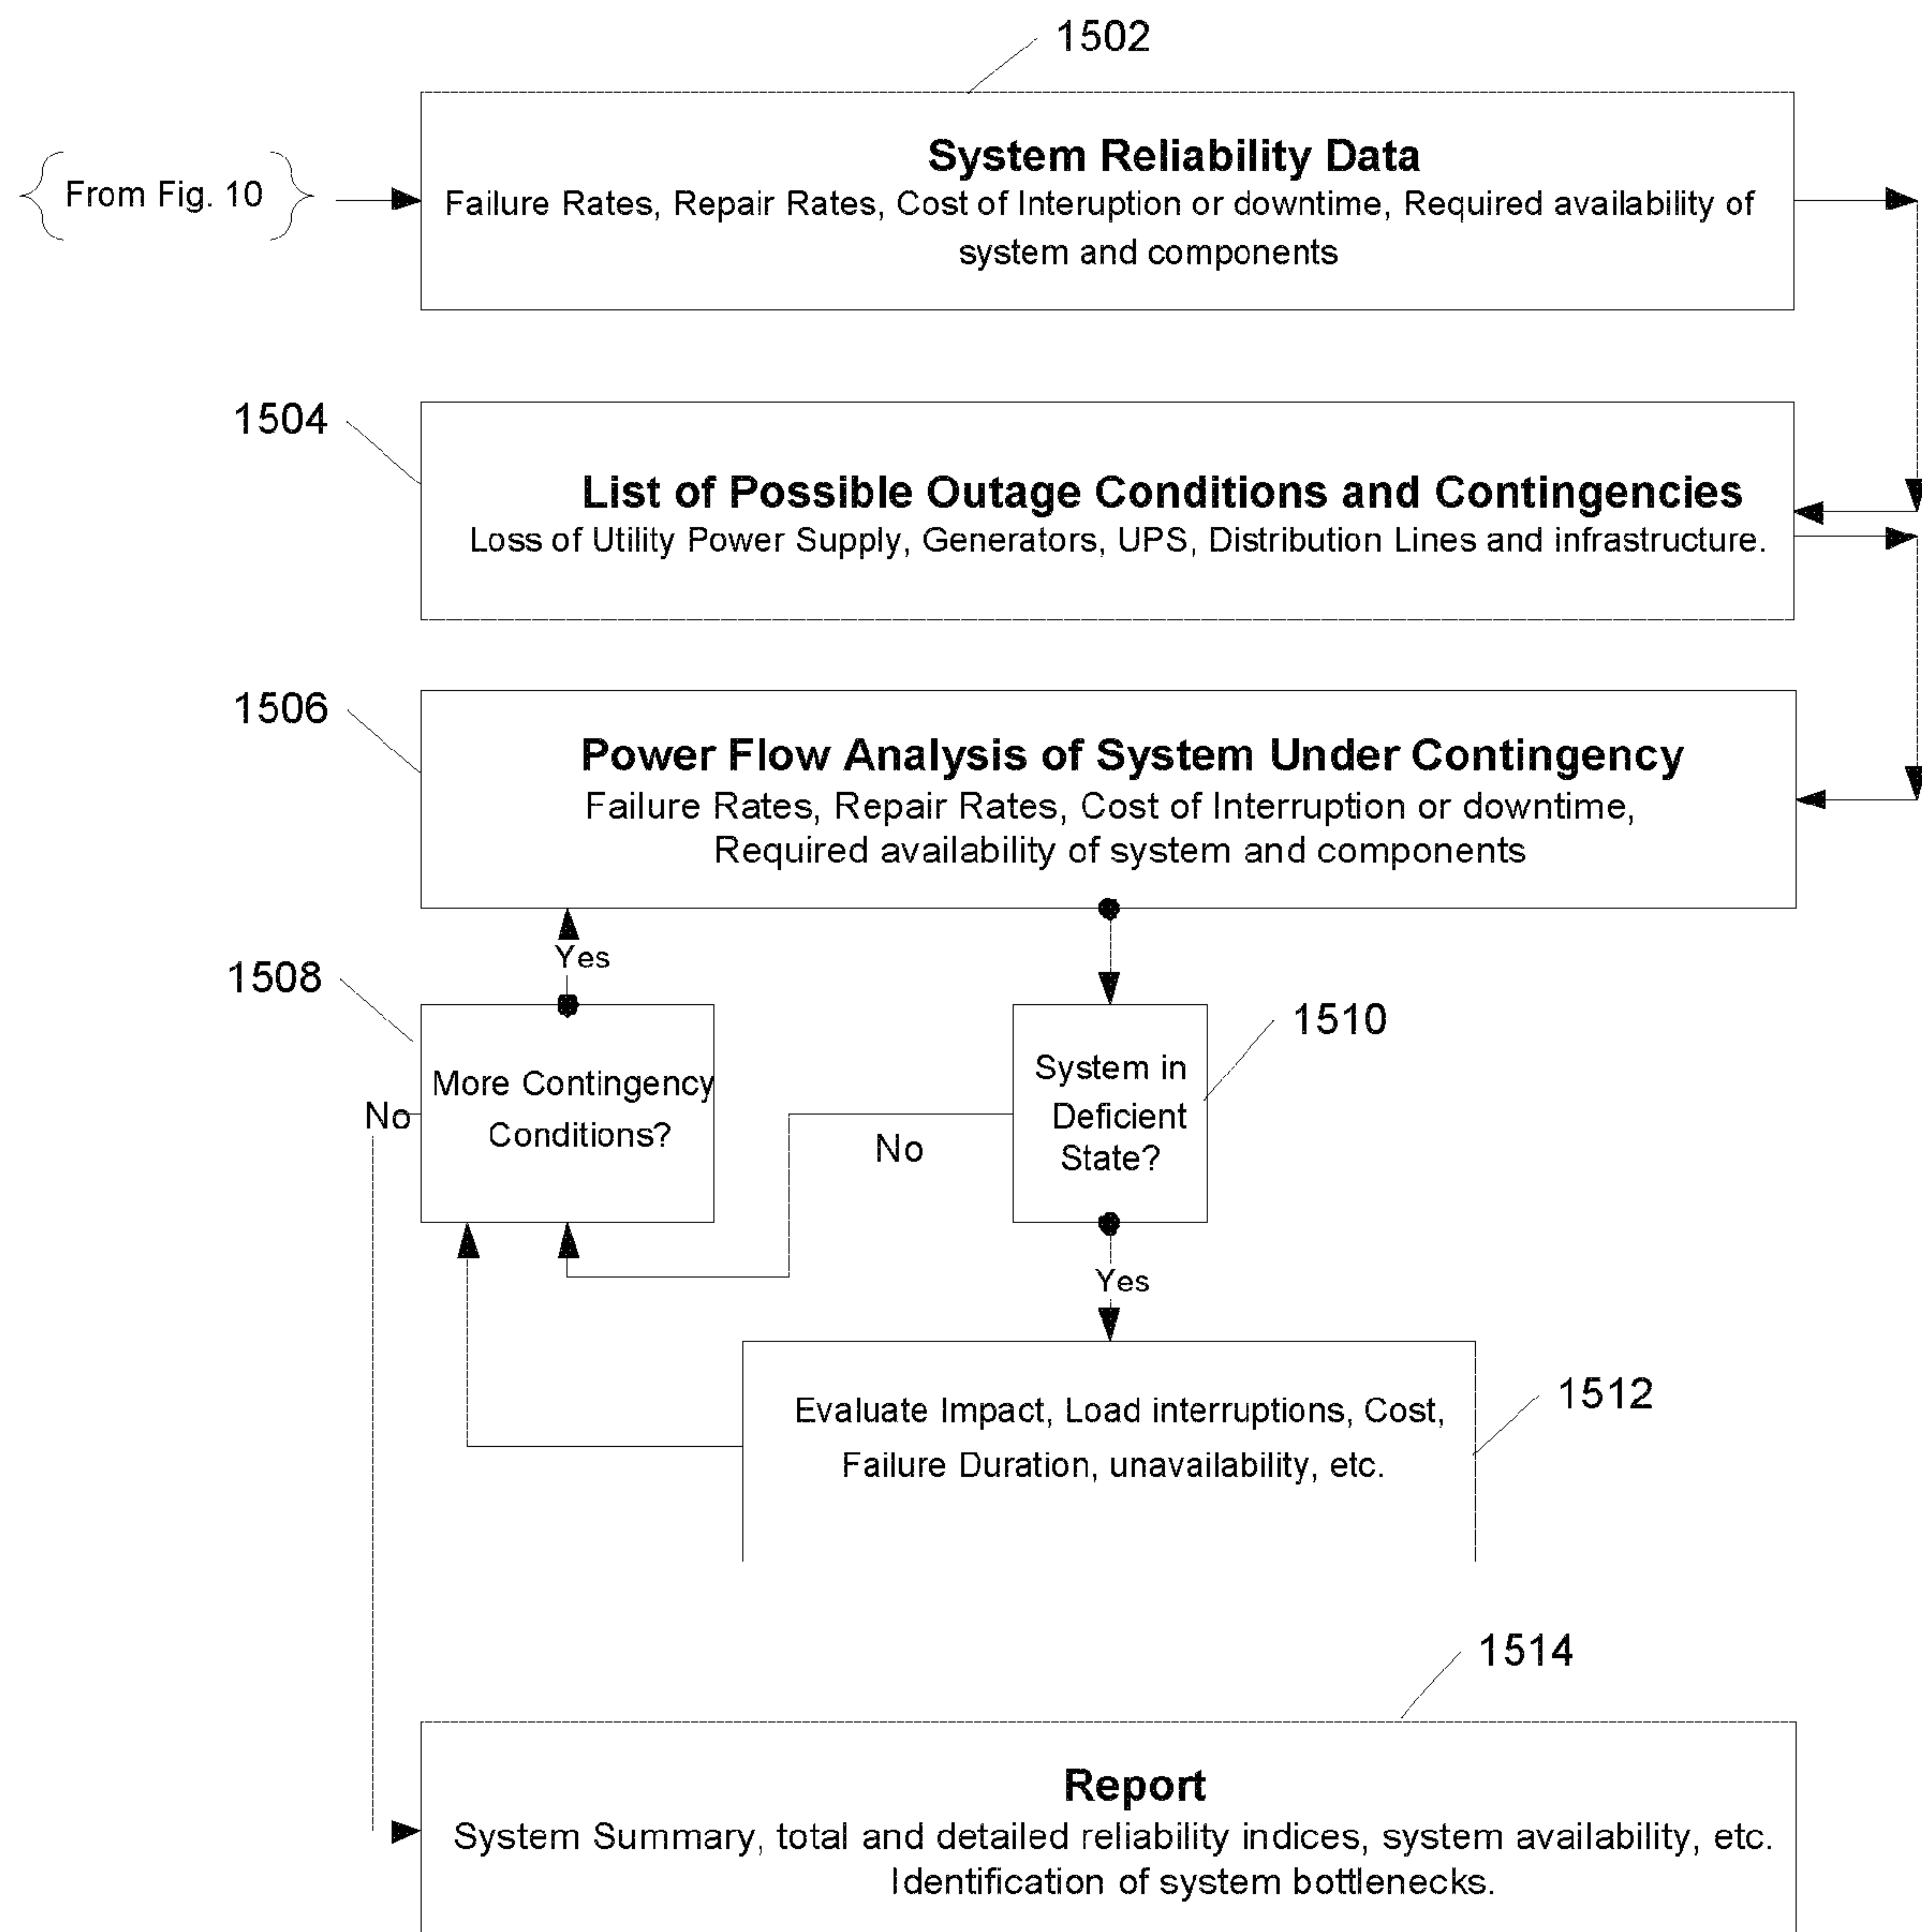 1502
System Reliability Data
From Fig. 10
Failure Rates, Repair Rates, Cost of Interuption or downtime, Required availability of
system and components
1504
List of Possible Outage Conditions and Contingencies
Loss of Utility Power Supply, Generators, UPS, Distribution Lines and infrastructure.
1506
Power Flow Analysis of System Under Contingency
Failure Rates, Repair Rates, Cost of Interruption or downtime,
Required availability of system and components
Yes
1508
More Contingency
Conditions?
No
1510
System in
Deficient
State?
No
Yes
1512
Evaluate Impact, Load interruptions, Cost,
Failure Duration, unavailability, etc.
1514
Report
System Summary, total and detailed reliability indices, system availability, etc.
Identification of system bottlenecks.